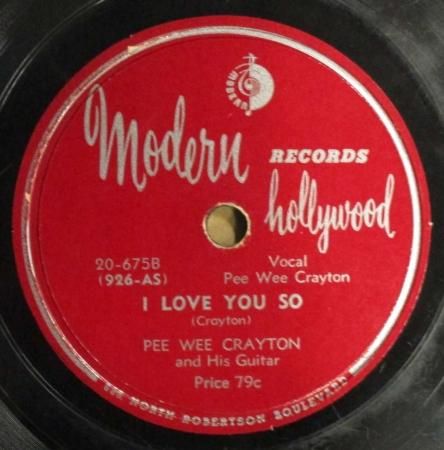 MODERN
Modern RECORDS
hollywood
20-675B Vocal
(926-AS) Pee Wee Crayton
I LOVE YOU SO
(Crayton)
PEE WEE CRAYTON
and His Guitar
Price 79c
NORTH ROBERTSON BOULEVARD